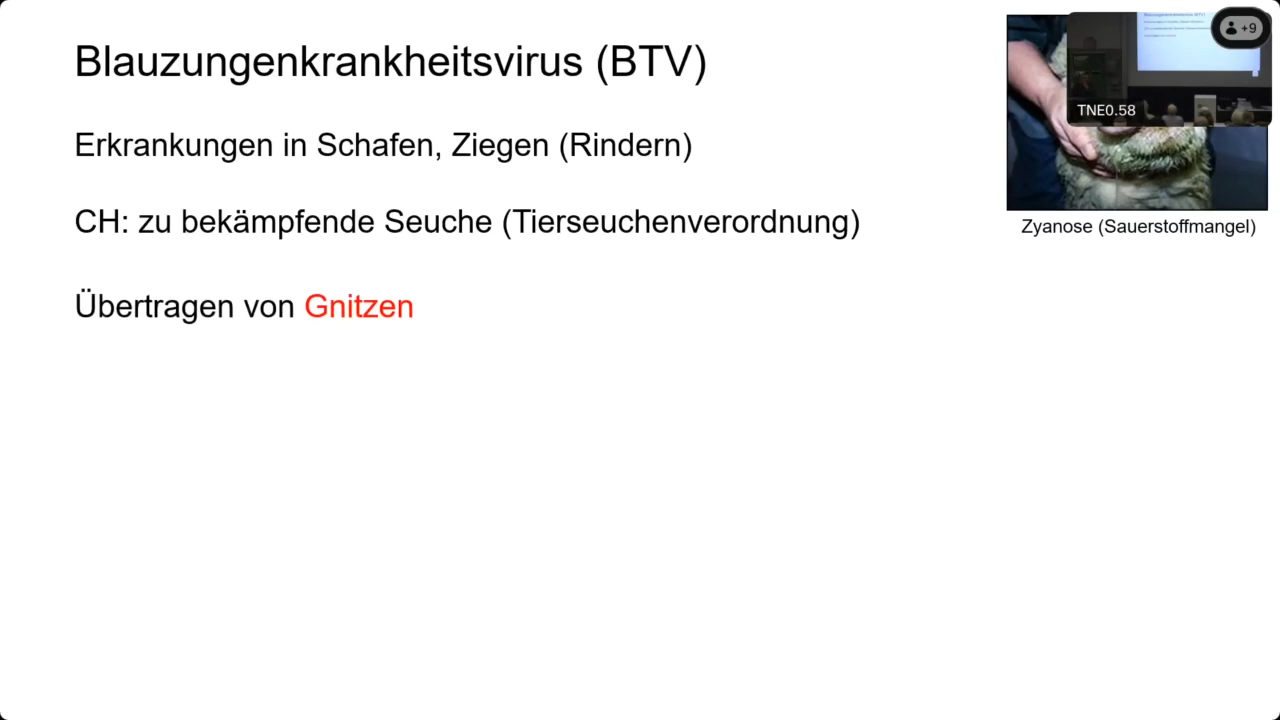 Blauzungenkrankheitsvirus (BTV)
Erkrankungen in Schafen, Ziegen (Rindern)
CH: zu bekämpfende Seuche (Tierseuchenverordnung)
Übertragen von Gnitzen
+9
TNE0.58
Zyanose (Sauerstoffmangel)